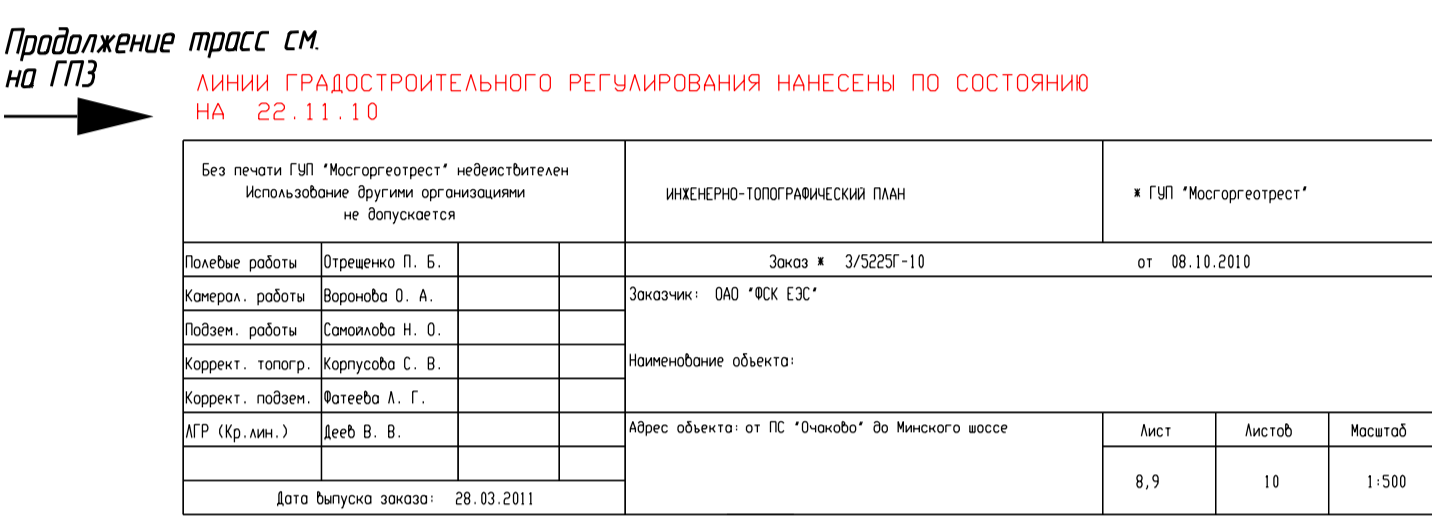 Продолжение трасс см.
на ГПЗ
ЛИНИИ ГРАДОСТРОИТЕЛЬНОГО РЕГУЛИРОВАНИЯ НАНЕСЕНЫ ПО СОСТОЯНИЮ
НА 22.11.10
Без печати ГУП "Мосгоргеотрест" недействителен
Использование другими организациями
не допускается
ИНЖЕНЕРНО-ТОПОГРАФИЧЕСКИЙ ПЛАН
ж ГУП "Мосгоргеотрест"
Полевые работы Отрещенко П. Б.
Заказ ж 3/5225Г-10 от 08.10.2010
Камерал. работы Воронова О. А.
Заказчик: ОАО "ФСК ЕЭС"
Подзем. работы Самойлова Н. О.
Коррект. топогр. Корпусова С. В.
Наименование объекта:
Коррект. подзем. Фатеева Л. Г.
ЛГР (Кр.лин.) Деев В. В.
Адрес объекта: от ПС "Очаково" до Минского шоссе
Лист Листов Масштаб
8,9 10 1:500
Дата выпуска заказа: 28.03.2011